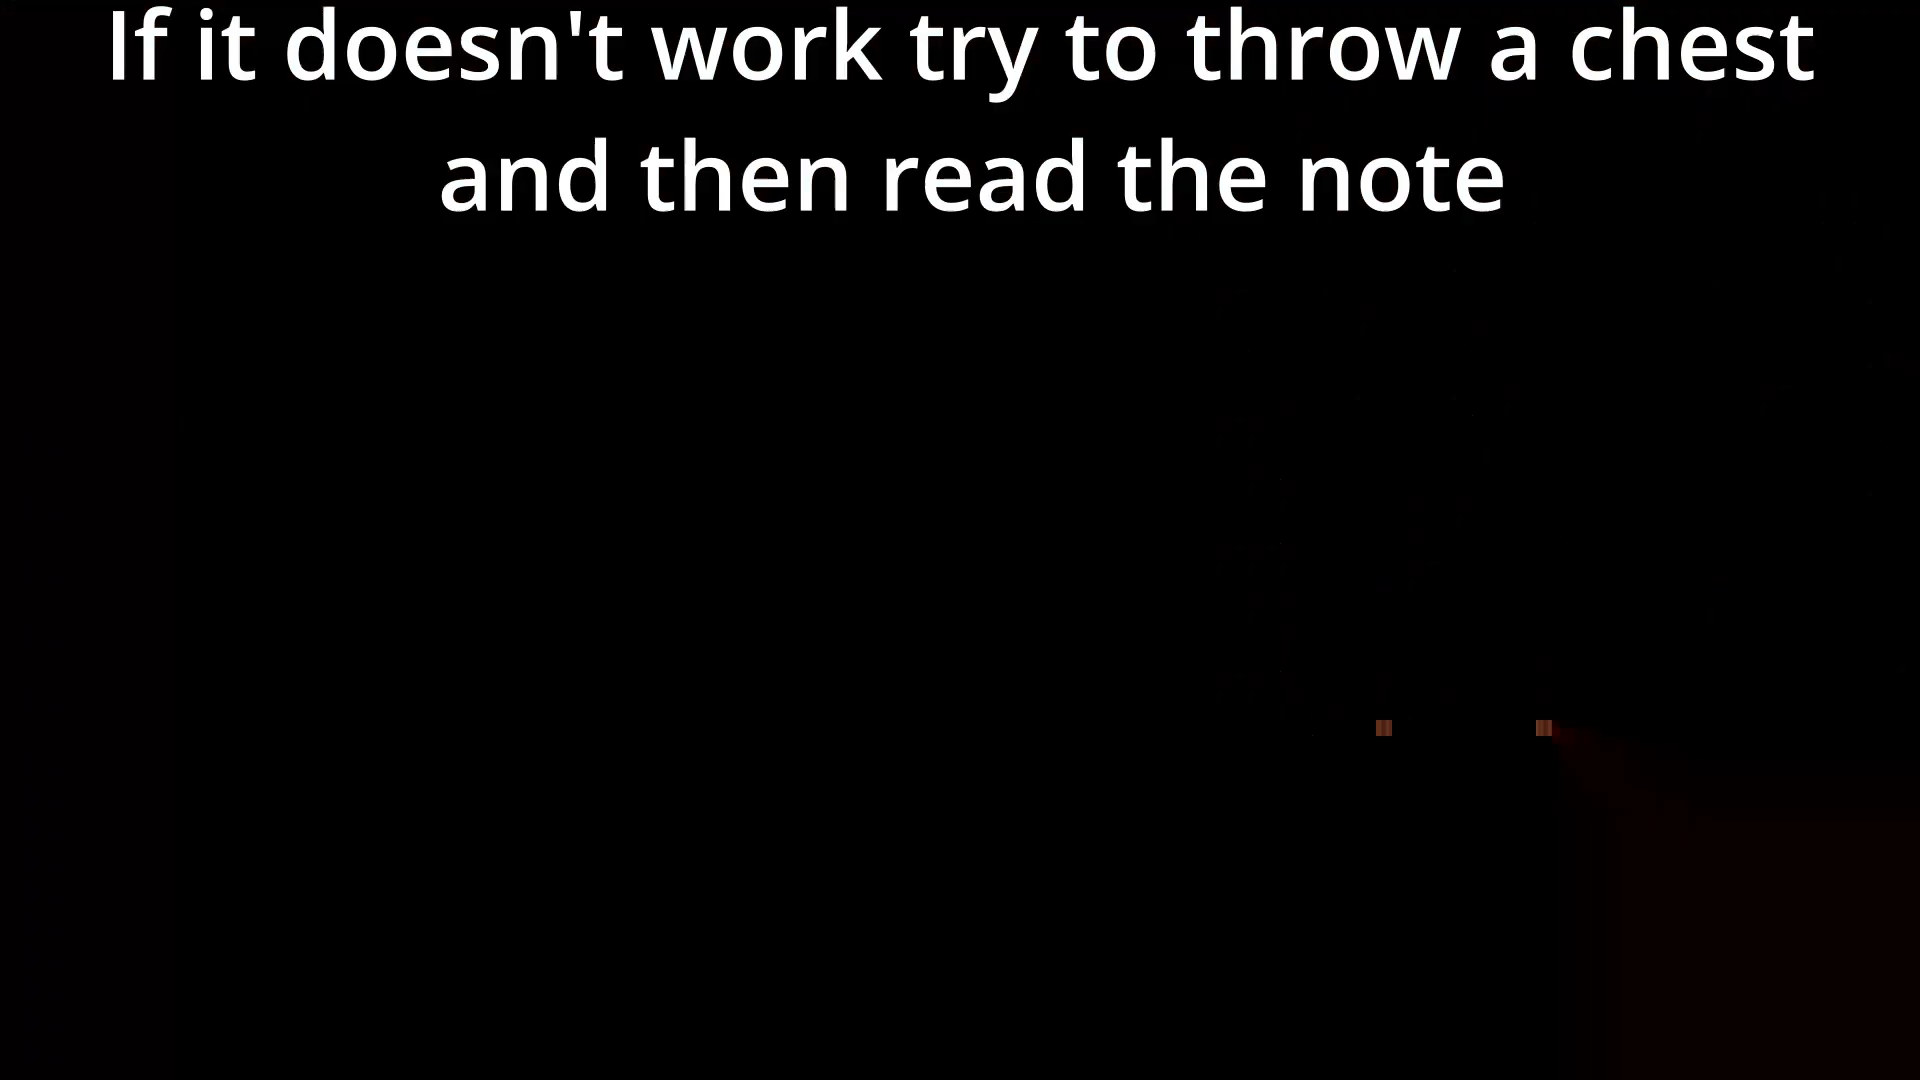 If it doesn't work try to throw a chest
and then read the note